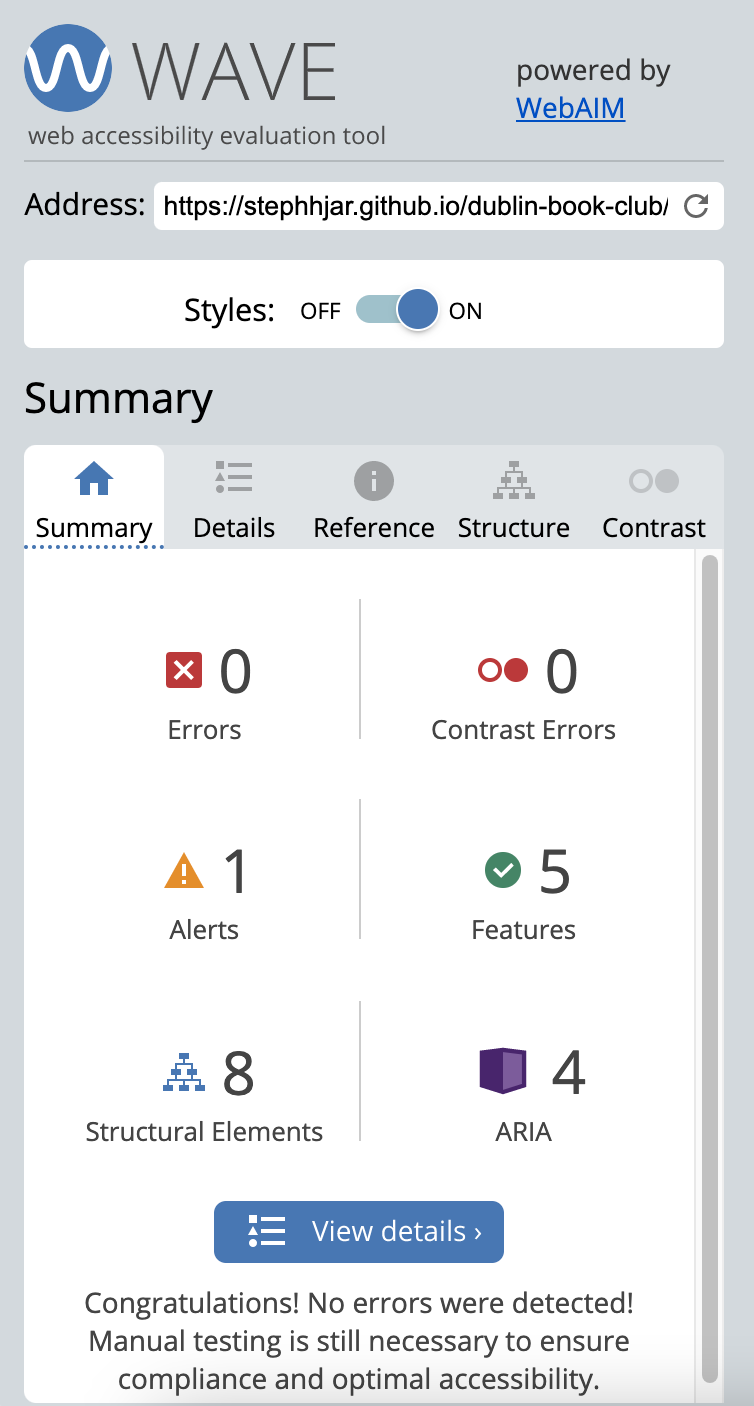 WAVE
web accessibility evaluation tool
powered by
WebAIM
Address: https://stephhjar.github.io/dublin-book-club/
Styles: OFF ON
Summary
Summary Details Reference Structure Contrast
0 0
Errors Contrast Errors
1 5
Alerts Features
8 4
Structural Elements ARIA
View details ›
Congratulations! No errors were detected!
Manual testing is still necessary to ensure
compliance and optimal accessibility.